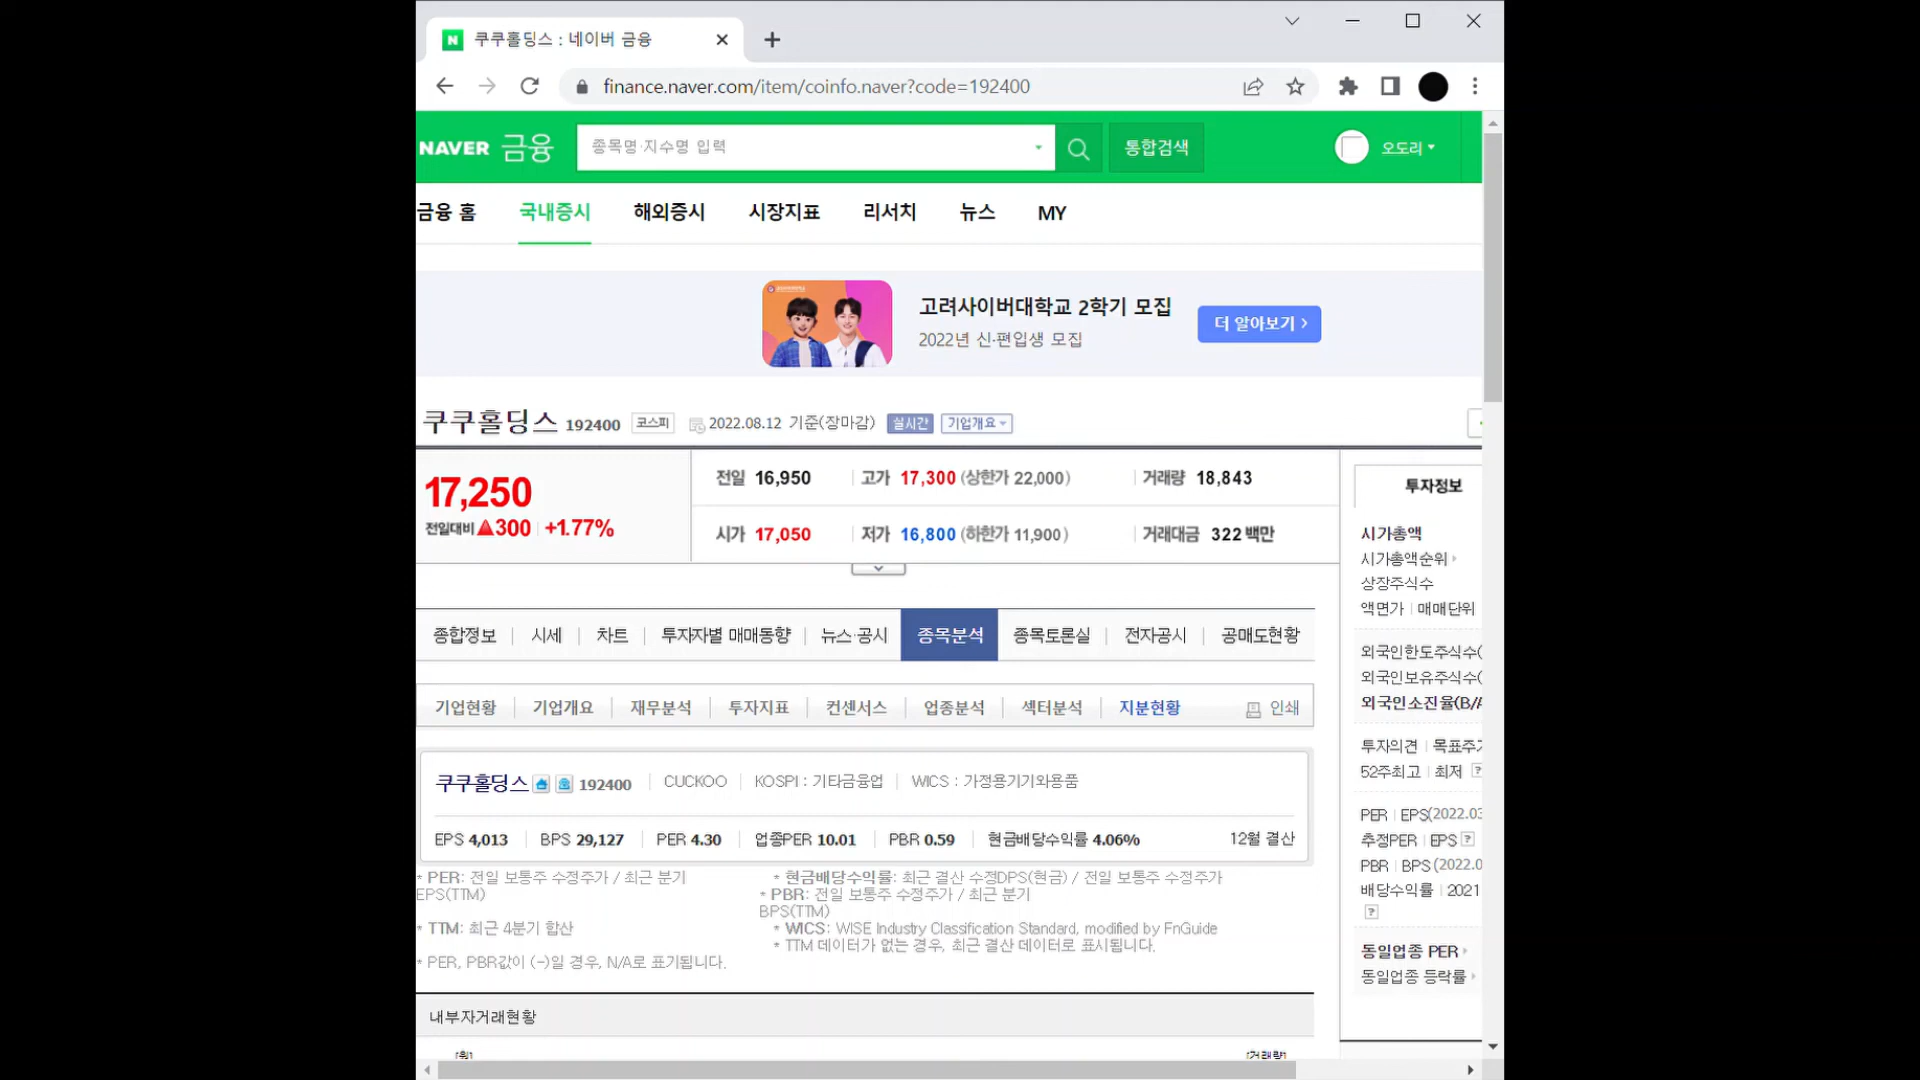 쿠쿠홀딩스 : 네이버 금융
finance.naver.com/item/coinfo.naver?code=192400
NAVER 금융
종목명·지수명 입력
통합검색
오도리
금융 홈 국내증시 해외증시 시장지표 리서치 뉴스 MY
고려사이버대학교 2학기 모집
2022년 신·편입생 모집
더 알아보기
쿠쿠홀딩스 192400 코스피 2022.08.12 기준(장마감) 실시간 기업개요
17,250
전일대비 ▲300 +1.77%
전일 16,950 고가 17,300 (상한가 22,000) 거래량 18,843
시가 17,050 저가 16,800 (하한가 11,900) 거래대금 322 백만
종합정보 시세 차트 투자자별 매매동향 뉴스·공시 종목분석 종목토론실 전자공시 공매도현황
기업현황 기업개요 재무분석 투자지표 컨센서스 업종분석 섹터분석 지분현황 인쇄
쿠쿠홀딩스 192400 CUCKOO KOSPI : 기타금융업 WICS : 가정용기기와용품
EPS 4,013 BPS 29,127 PER 4.30 업종PER 10.01 PBR 0.59 현금배당수익률 4.06% 12월 결산
* PER: 전일 보통주 수정주가 / 최근 분기
EPS(TTM)
* TTM: 최근 4분기 합산
* PER, PBR값이 (-)일 경우, N/A로 표기됩니다.
* 현금배당수익률: 최근 결산 수정DPS(현금) / 전일 보통주 수정주가
* PBR: 전일 보통주 수정주가 / 최근 분기
BPS(TTM)
* WICS: WISE Industry Classification Standard, modified by FnGuide
* TTM 데이터가 없는 경우, 최근 결산 데이터로 표시됩니다.
내부자거래현황
투자정보
시가총액
시가총액순위
상장주식수
액면가 매매단위
외국인한도주식수(
외국인보유주식수(
외국인소진율(B/A
투자의견 목표주가
52주최고 최저
PER EPS(2022.03
추정PER EPS
PBR BPS (2022.0
배당수익률 2021
동일업종 PER
동일업종 등락률